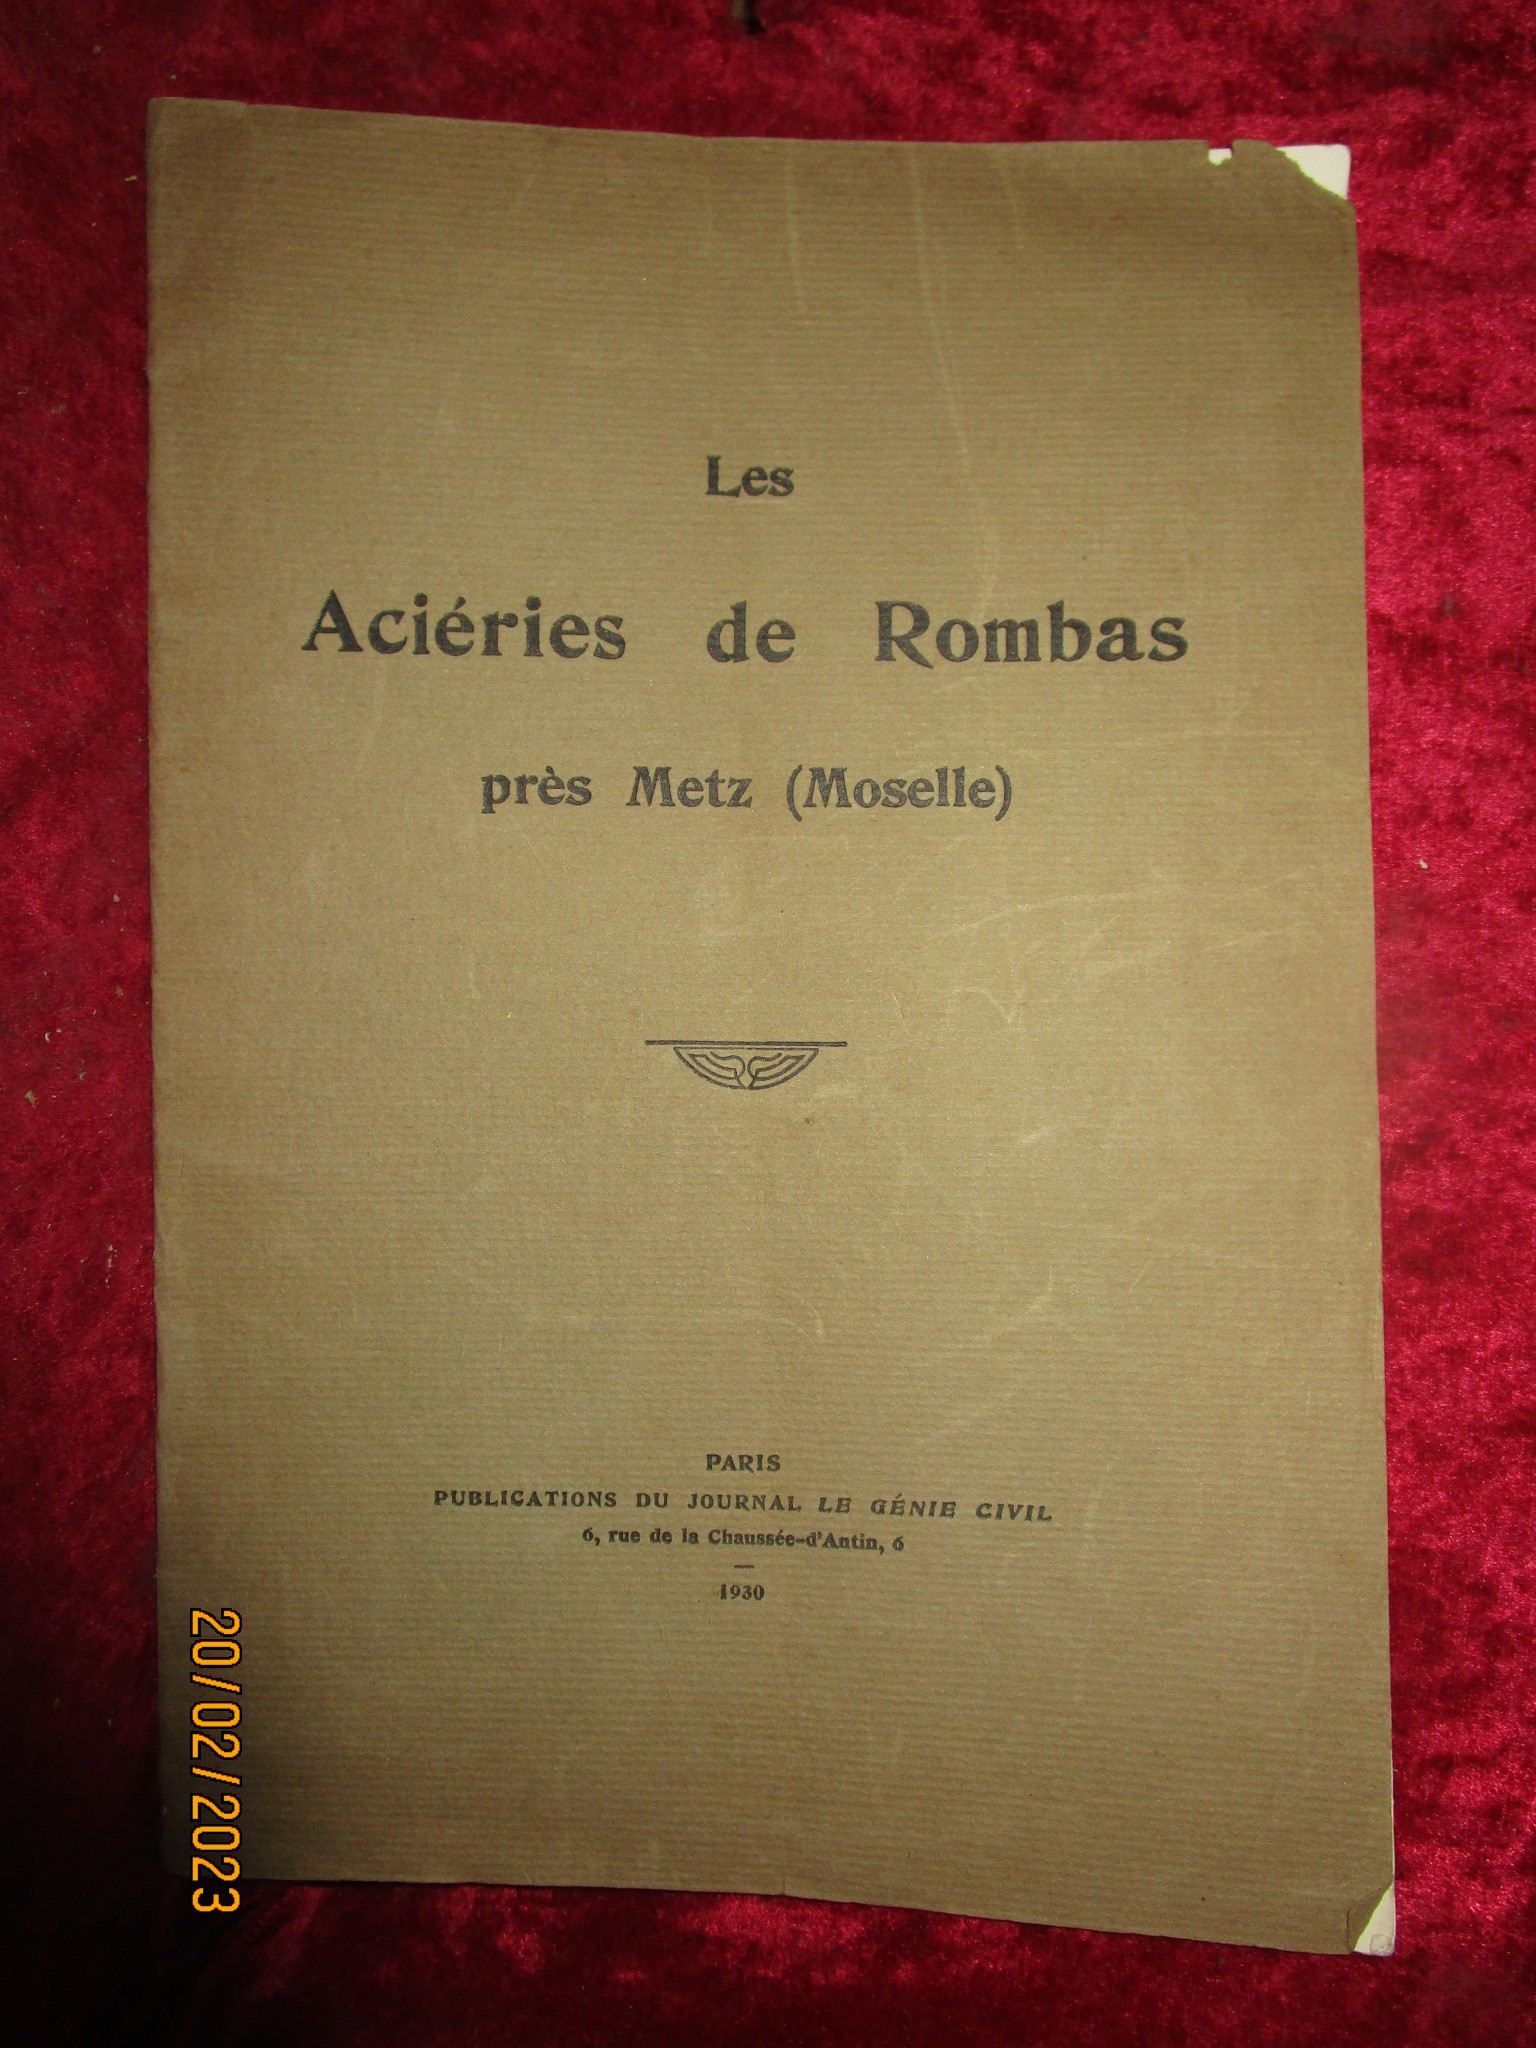 Les
Aciéries de Rombas
près Metz (Moselle)
PARIS
PUBLICATIONS DU JOURNAL LE GÉNIE CIVIL
6, rue de la Chaussée-d'Antin, 6
1930
20/02/2023